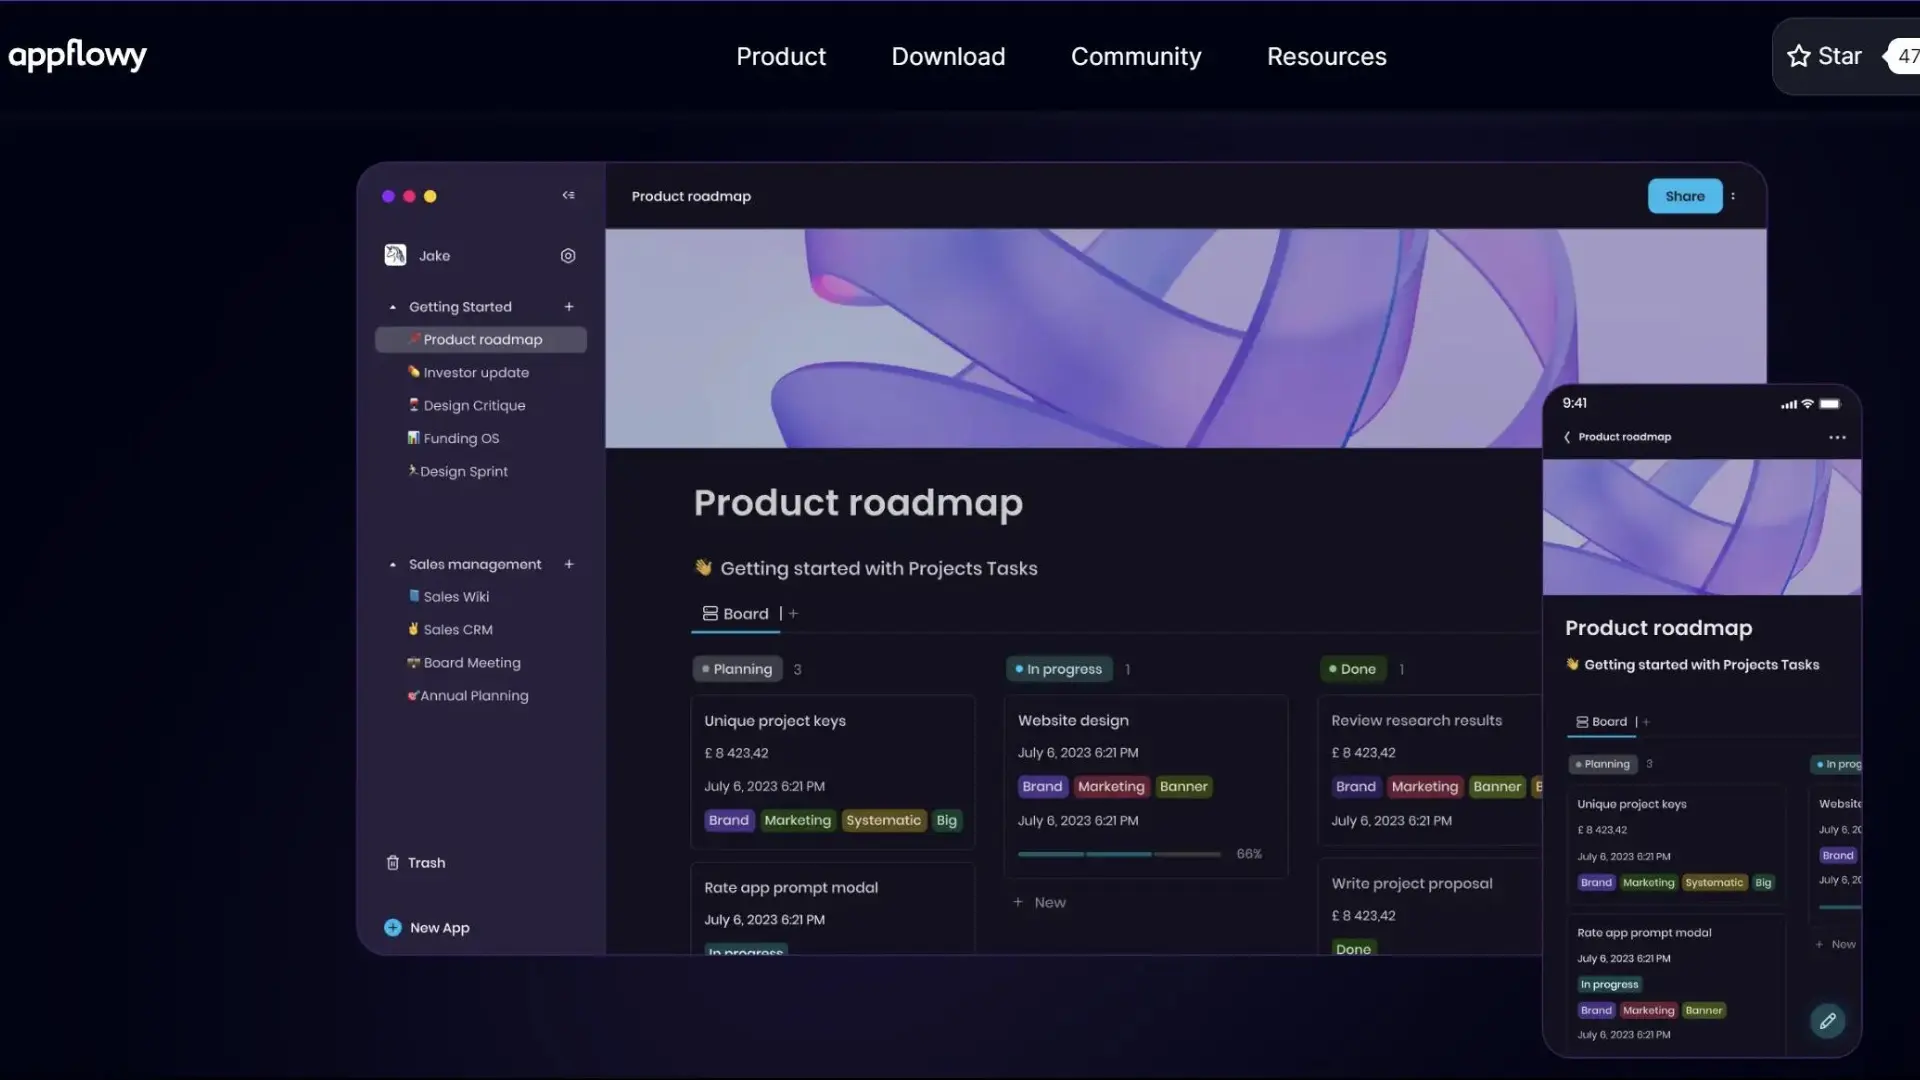 appflowy
Product
Download
Community
Resources
Star
47
Product roadmap
Share
Jake
Getting Started
Product roadmap
Investor update
Design Critique
Funding OS
Design Sprint
Sales management
Sales Wiki
Sales CRM
Board Meeting
Annual Planning
Trash
New App
Product roadmap
👋 Getting started with Projects Tasks
Board | +
Planning 3
Unique project keys
£ 8 423,42
July 6, 2023 6:21 PM
Brand Marketing Systematic Big
Rate app prompt modal
July 6, 2023 6:21 PM
In progress
In progress 1
Website design
July 6, 2023 6:21 PM
Brand Marketing Banner
July 6, 2023 6:21 PM
66%
+ New
Done 1
Review research results
£ 8 423,42
Brand Marketing Banner
July 6, 2023 6:21 PM
Write project proposal
£ 8 423,42
Done
9:41
Product roadmap
Product roadmap
👋 Getting started with Projects Tasks
Board | +
Planning 3
Unique project keys
£ 8 423,42
July 6, 2023 6:21 PM
Brand Marketing Systematic Big
Rate app prompt modal
July 6, 2023 6:21 PM
In progress
Brand Marketing Banner
July 6, 2023 6:21 PM
In prog
Website
July 6, 20
Brand
July 6, 20
+ New